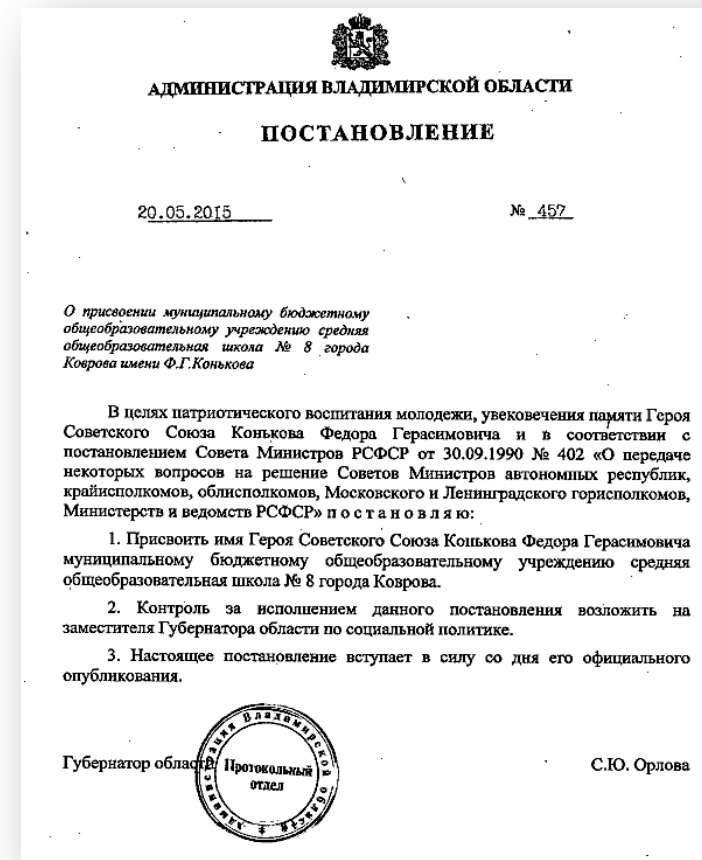 АДМИНИСТРАЦИЯ ВЛАДИМИРСКОЙ ОБЛАСТИ
ПОСТАНОВЛЕНИЕ
20.05.2015
№ 457
О присвоении муниципальному бюджетному
общеобразовательному учреждению средняя
общеобразовательная школа № 8 города
Коврова имени Ф.Г.Конькова
В целях патриотического воспитания молодежи, увековечения памяти Героя
Советского Союза Конькова Федора Герасимовича и в соответствии с
постановлением Совета Министров РСФСР от 30.09.1990 № 402 «О передаче
некоторых вопросов на решение Советов Министров автономных республик,
крайисполкомов, облисполкомов, Московского и Ленинградского горисполкомов,
Министерств и ведомств РСФСР» п о с т а н о в л я ю:
1. Присвоить имя Героя Советского Союза Конькова Федора Герасимовича
муниципальному бюджетному общеобразовательному учреждению средняя
общеобразовательная школа № 8 города Коврова.
2. Контроль за исполнением данного постановления возложить на
заместителя Губернатора области по социальной политике.
3. Настоящее постановление вступает в силу со дня его официального
опубликования.
Губернатор области
С.Ю. Орлова
Администрация Владимирской области
Протокольный
отдел